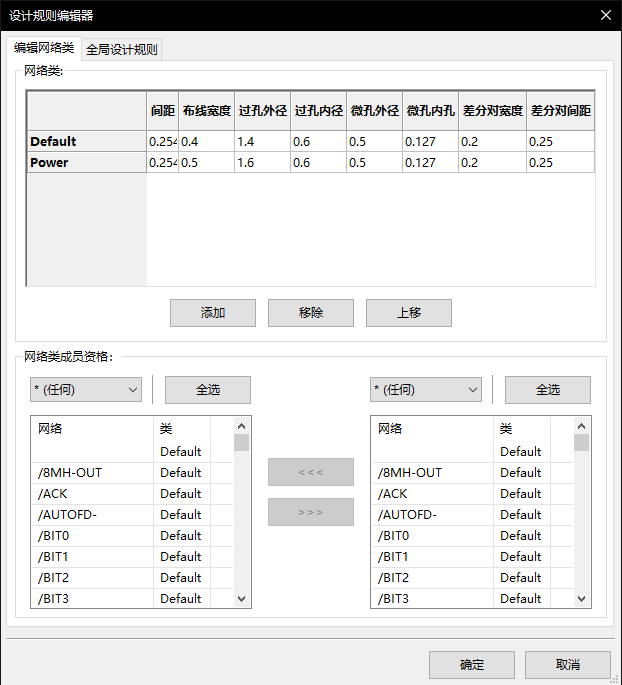 设计规则编辑器
编辑网络类 全局设计规则
网络类:
间距 布线宽度 过孔外径 过孔内径 微孔外径 微孔内孔 差分对宽度 差分对间距
Default 0.254 0.4 1.4 0.6 0.5 0.127 0.2 0.25
Power 0.254 0.5 1.6 0.6 0.5 0.127 0.2 0.25
添加 移除 上移
网络类成员资格：
* (任何) 全选 * (任何) 全选
网络 类 网络 类
Default Default
/8MH-OUT Default /8MH-OUT Default
<<<
/ACK Default /ACK Default
/AUTOFD- Default >>> /AUTOFD- Default
/BIT0 Default /BIT0 Default
/BIT1 Default /BIT1 Default
/BIT2 Default /BIT2 Default
/BIT3 Default /BIT3 Default
确定 取消